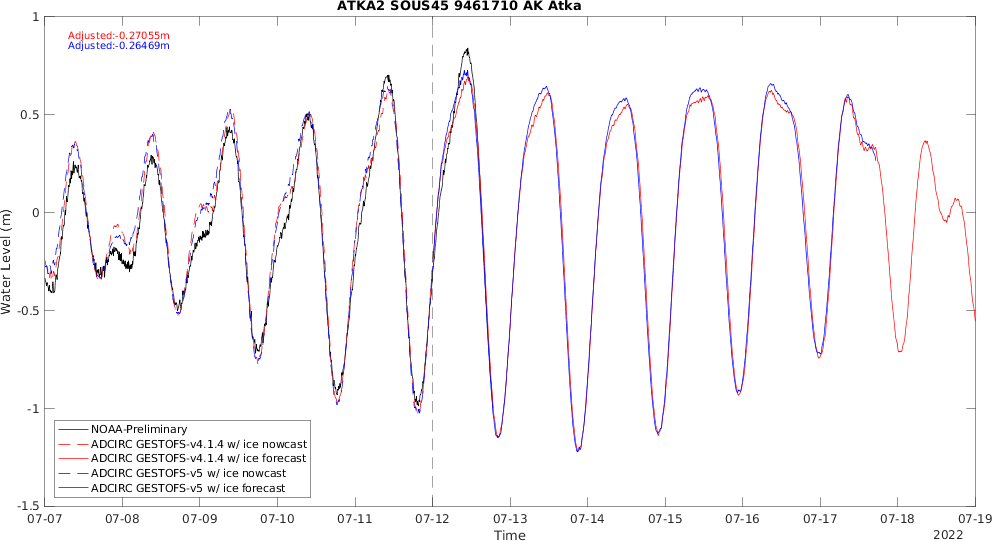 ATKA2 SOUS45 9461710 AK Atka
Adjusted:-0.27055m
Adjusted:-0.26469m
Water Level (m)
1
0.5
0
-0.5
-1
-1.5
NOAA-Preliminary
ADCIRC GESTOFS-v4.1.4 w/ ice nowcast
ADCIRC GESTOFS-v4.1.4 w/ ice forecast
ADCIRC GESTOFS-v5 w/ ice nowcast
ADCIRC GESTOFS-v5 w/ ice forecast
07-07 07-08 07-09 07-10 07-11 07-12 07-13 07-14 07-15 07-16 07-17 07-18 07-19
Time
2022